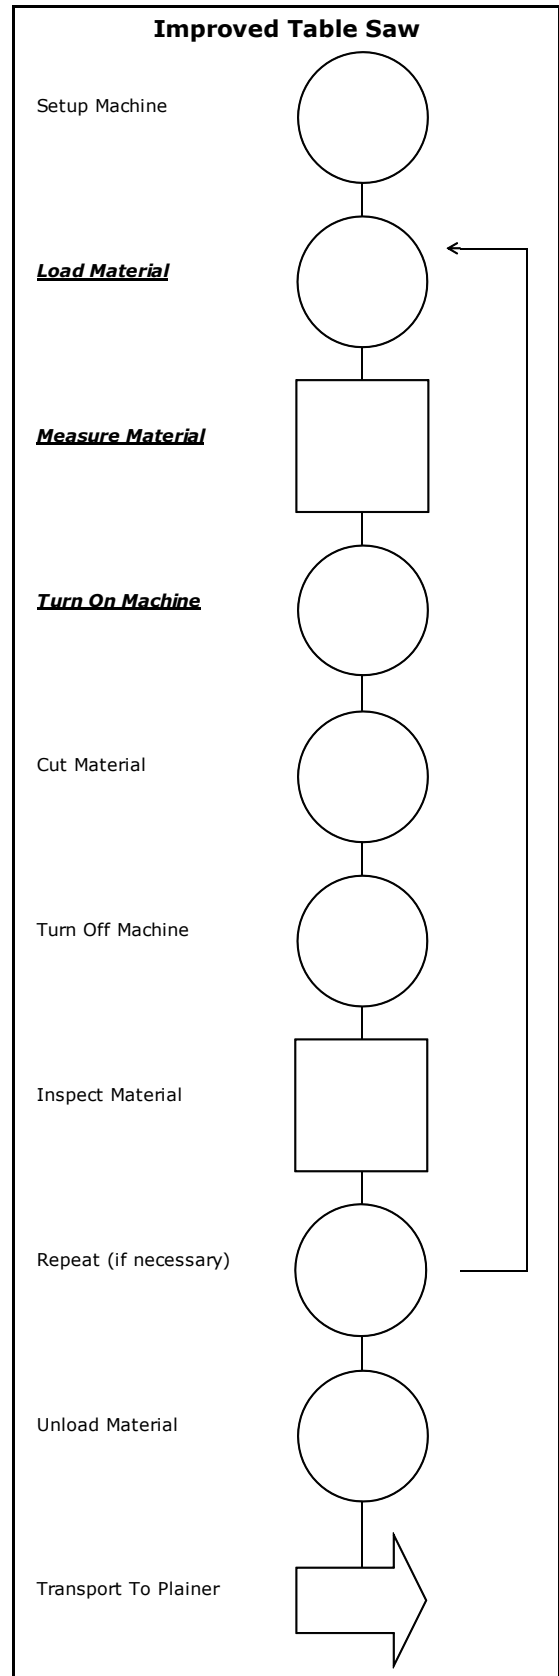 Improved Table Saw
Setup Machine
Load Material
Measure Material
Turn On Machine
Cut Material
Turn Off Machine
Inspect Material
Repeat (if necessary)
Unload Material
Transport To Plainer